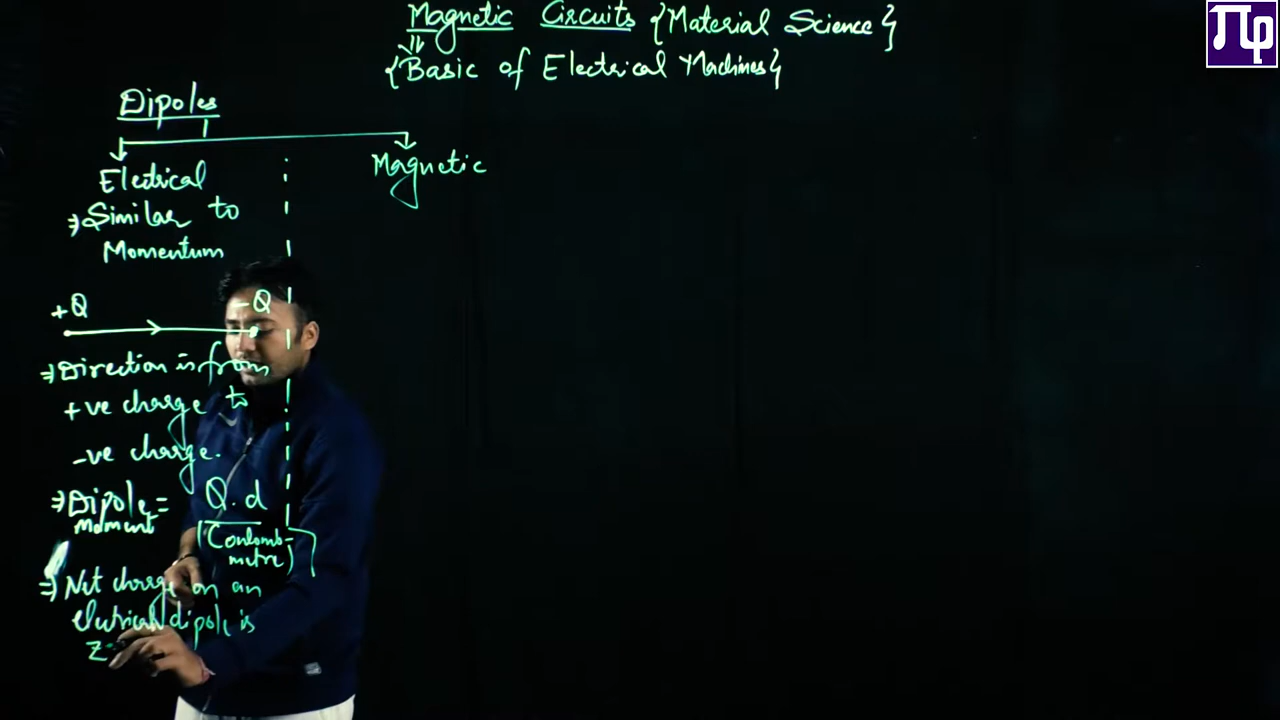 Magnetic Circuits {Material Science}
{Basic of Electrical Machines}
Dipoles
Electrical
Magnetic
⇒ Similar to
Momentum
+Q
-Q
⇒ Direction is from
+ve charge to
-ve charge.
⇒ Dipole = Q.d
Moment
(Coulomb-
metre)
⇒ Net charge on an
electrical dipole is